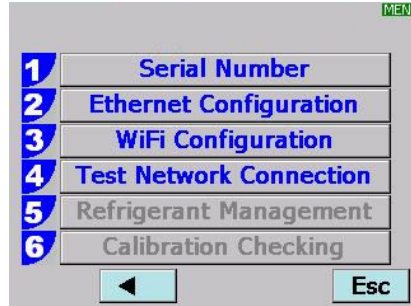 MEN
1 Serial Number
2 Ethernet Configuration
3 WiFi Configuration
4 Test Network Connection
5 Refrigerant Management
6 Calibration Checking
Esc